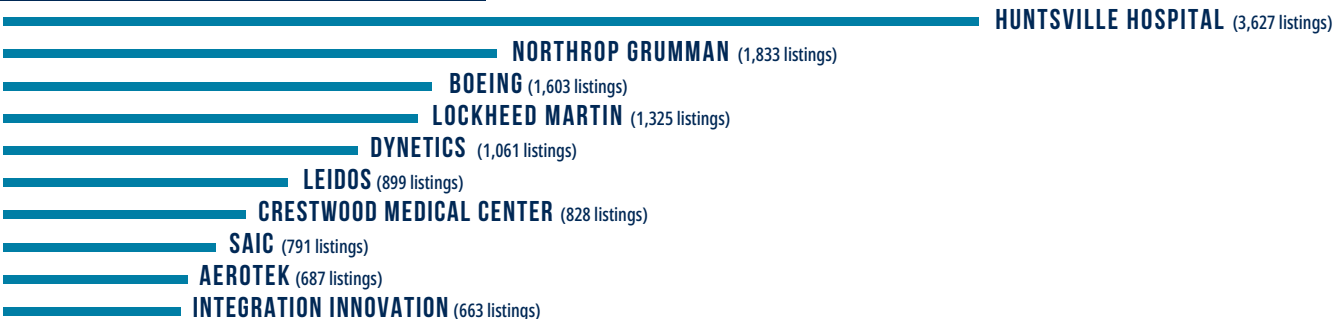 HUNTSVILLE HOSPITAL (3,627 listings)
NORTHROP GRUMMAN (1,833 listings)
BOEING (1,603 listings)
LOCKHEED MARTIN (1,325 listings)
DYNETICS (1,061 listings)
LEIDOS (899 listings)
CRESTWOOD MEDICAL CENTER (828 listings)
SAIC (791 listings)
AEROTEK (687 listings)
INTEGRATION INNOVATION (663 listings)